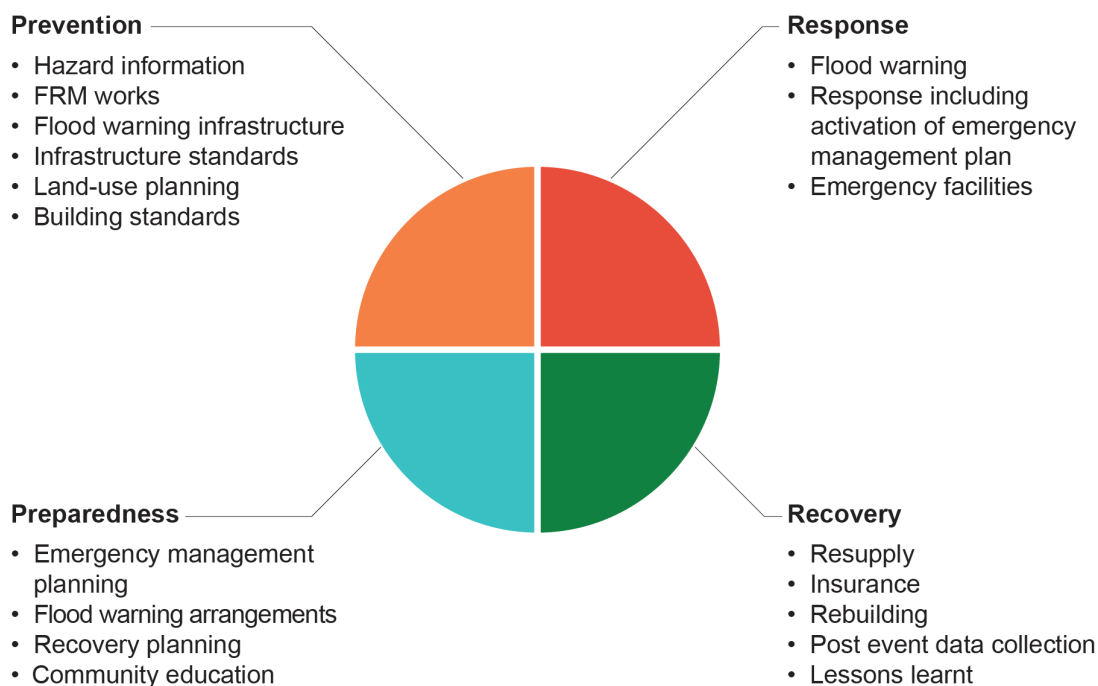 Prevention
• Hazard information
• FRM works
• Flood warning infrastructure
• Infrastructure standards
• Land-use planning
• Building standards
Response
• Flood warning
• Response including
activation of emergency
management plan
• Emergency facilities
Preparedness
• Emergency management
planning
• Flood warning arrangements
• Recovery planning
• Community education
Recovery
• Resupply
• Insurance
• Rebuilding
• Post event data collection
• Lessons learnt